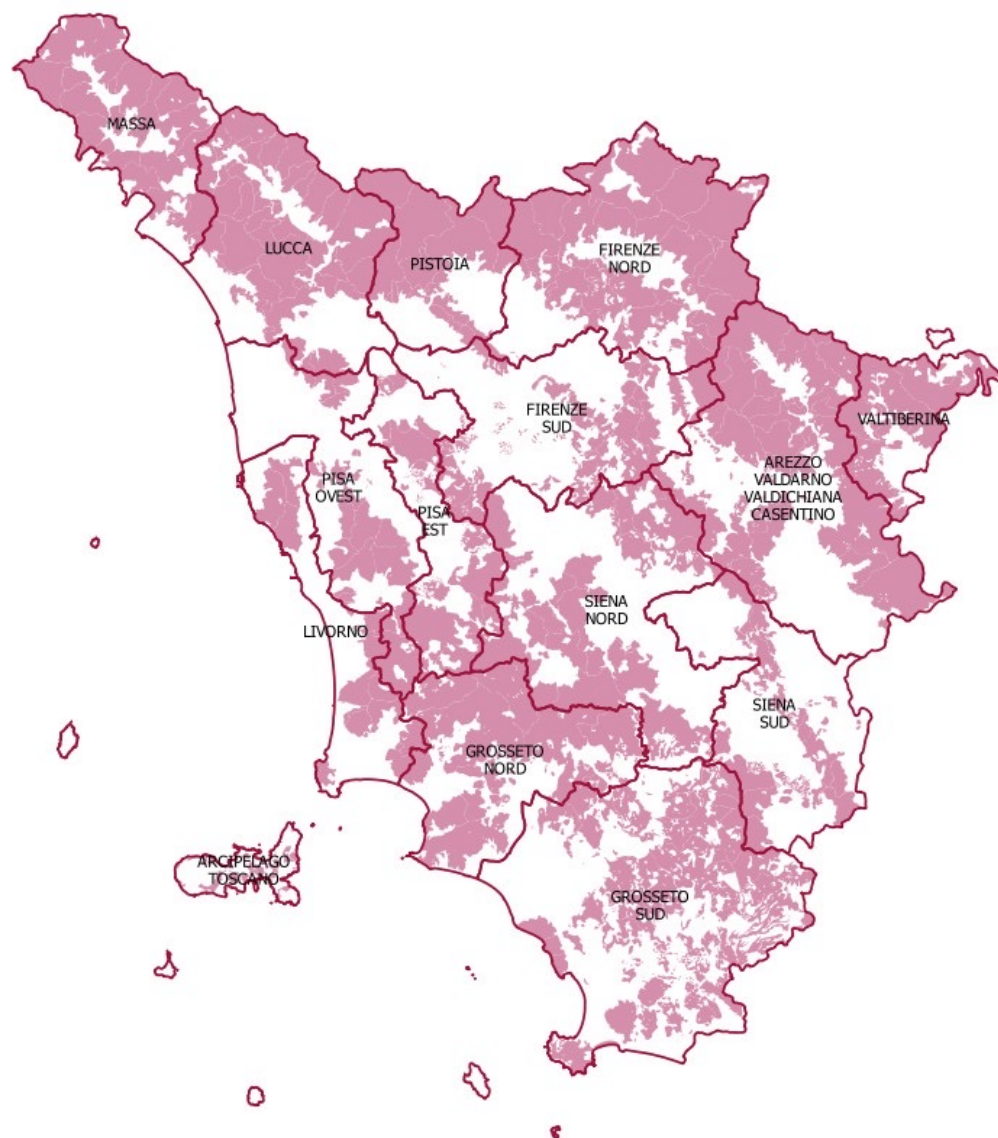 MASSA
LUCCA
PISTOIA
FIRENZE
NORD
FIRENZE
SUD
VALTIBERINA
AREZZO
VALDARNO
VALDICHIANA
CASENTINO
PISA
OVEST
PISA
EST
SIENA
NORD
LIVORNO
SIENA
SUD
GROSSETO
NORD
ARCIPELAGO
TOSCANO
GROSSETO
SUD